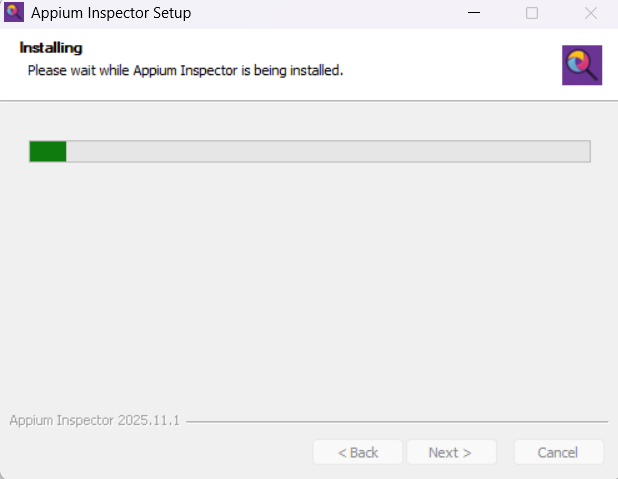 Appium Inspector Setup
Installing
Please wait while Appium Inspector is being installed.
Appium Inspector 2025.11.1
< Back
Next >
Cancel